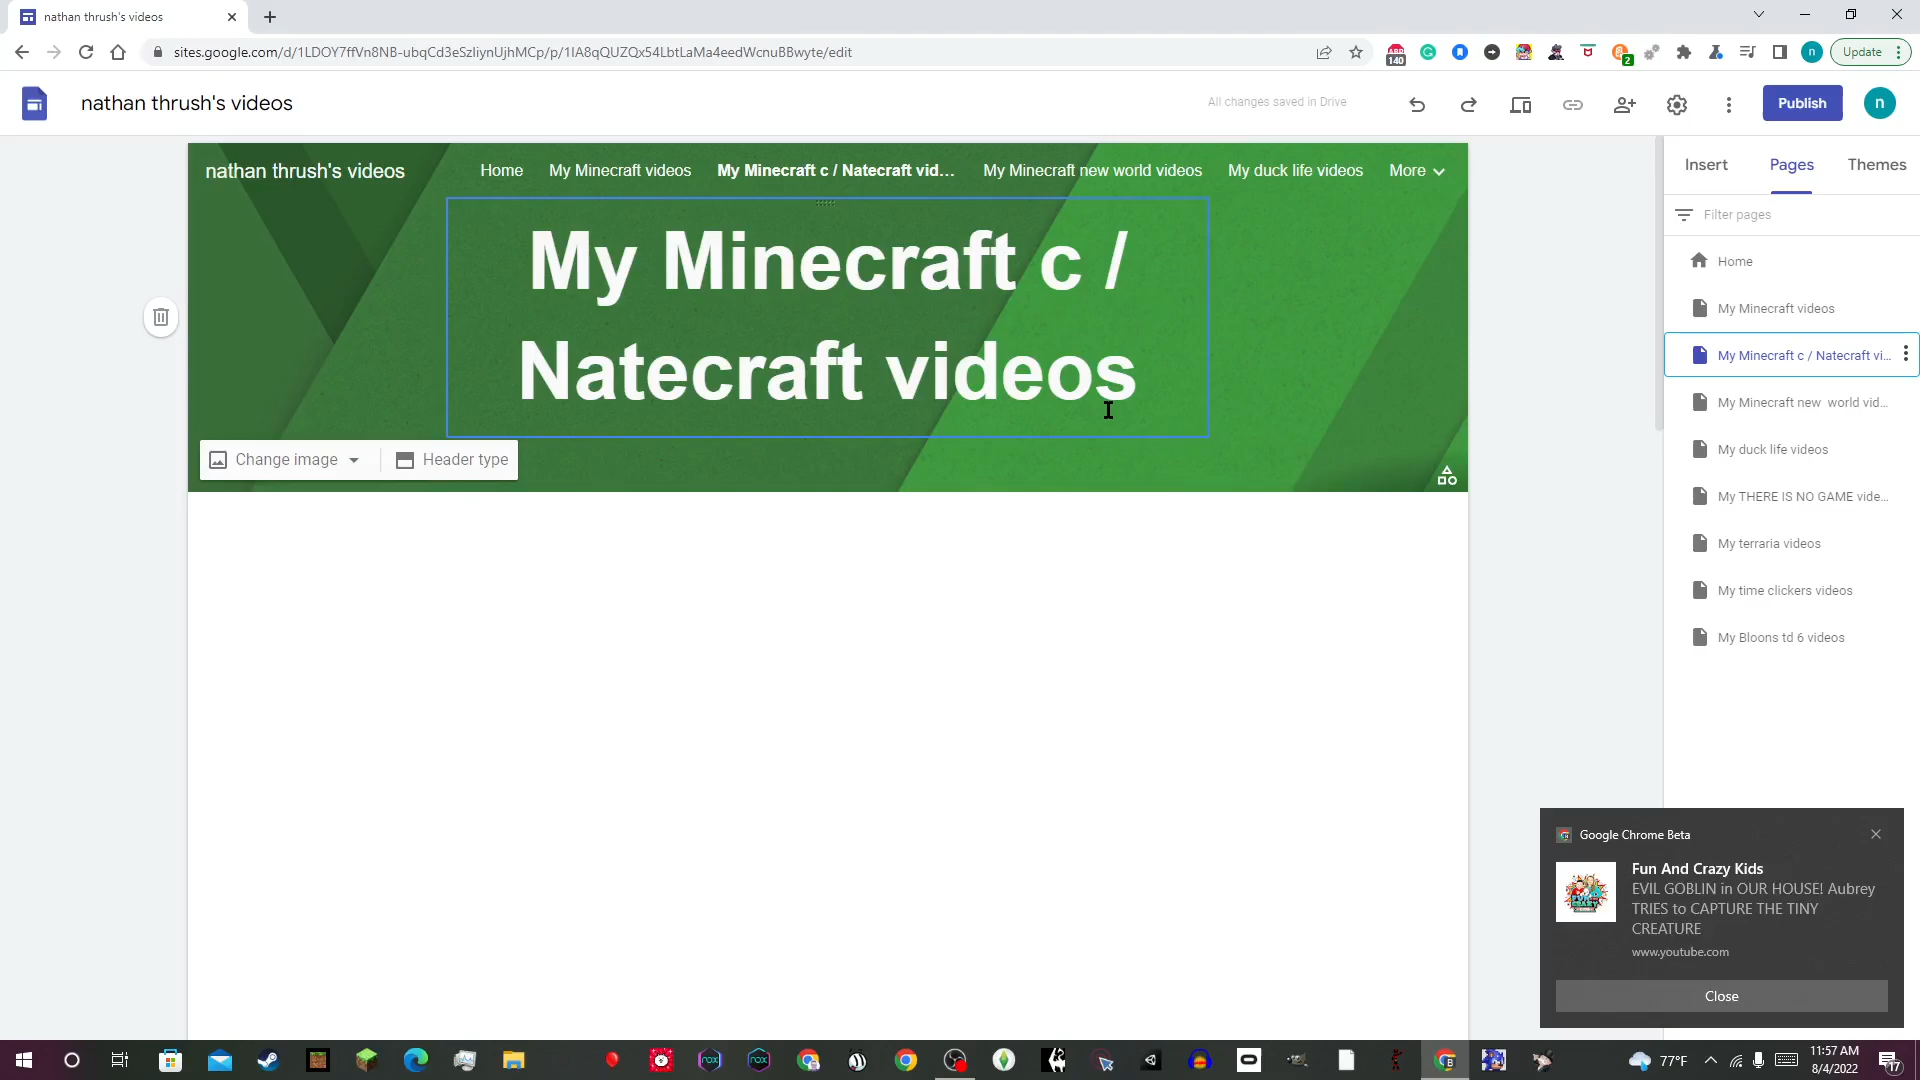 nathan thrush's videos
sites.google.com/d/1LDOY7ffVn8NB-ubqCd3eSzliynUjhMCp/p/1IA8qQUZQx54LbtLaMa4eedWcnuBBwyte/edit
140
2
n
Update
nathan thrush's videos
All changes saved in Drive
Publish
n
nathan thrush's videos
Home
My Minecraft videos
My Minecraft c / Natecraft vid...
My Minecraft new world videos
My duck life videos
More
My Minecraft c /
Natecraft videos
Change image
Header type
Insert
Pages
Themes
Filter pages
Home
My Minecraft videos
My Minecraft c / Natecraft vi...
My Minecraft new world vid...
My duck life videos
My THERE IS NO GAME vide...
My terraria videos
My time clickers videos
My Bloons td 6 videos
Google Chrome Beta
Fun And Crazy Kids
EVIL GOBLIN in OUR HOUSE! Aubrey
TRIES to CAPTURE THE TINY
CREATURE
www.youtube.com
Close
77°F
11:57 AM
8/4/2022
17